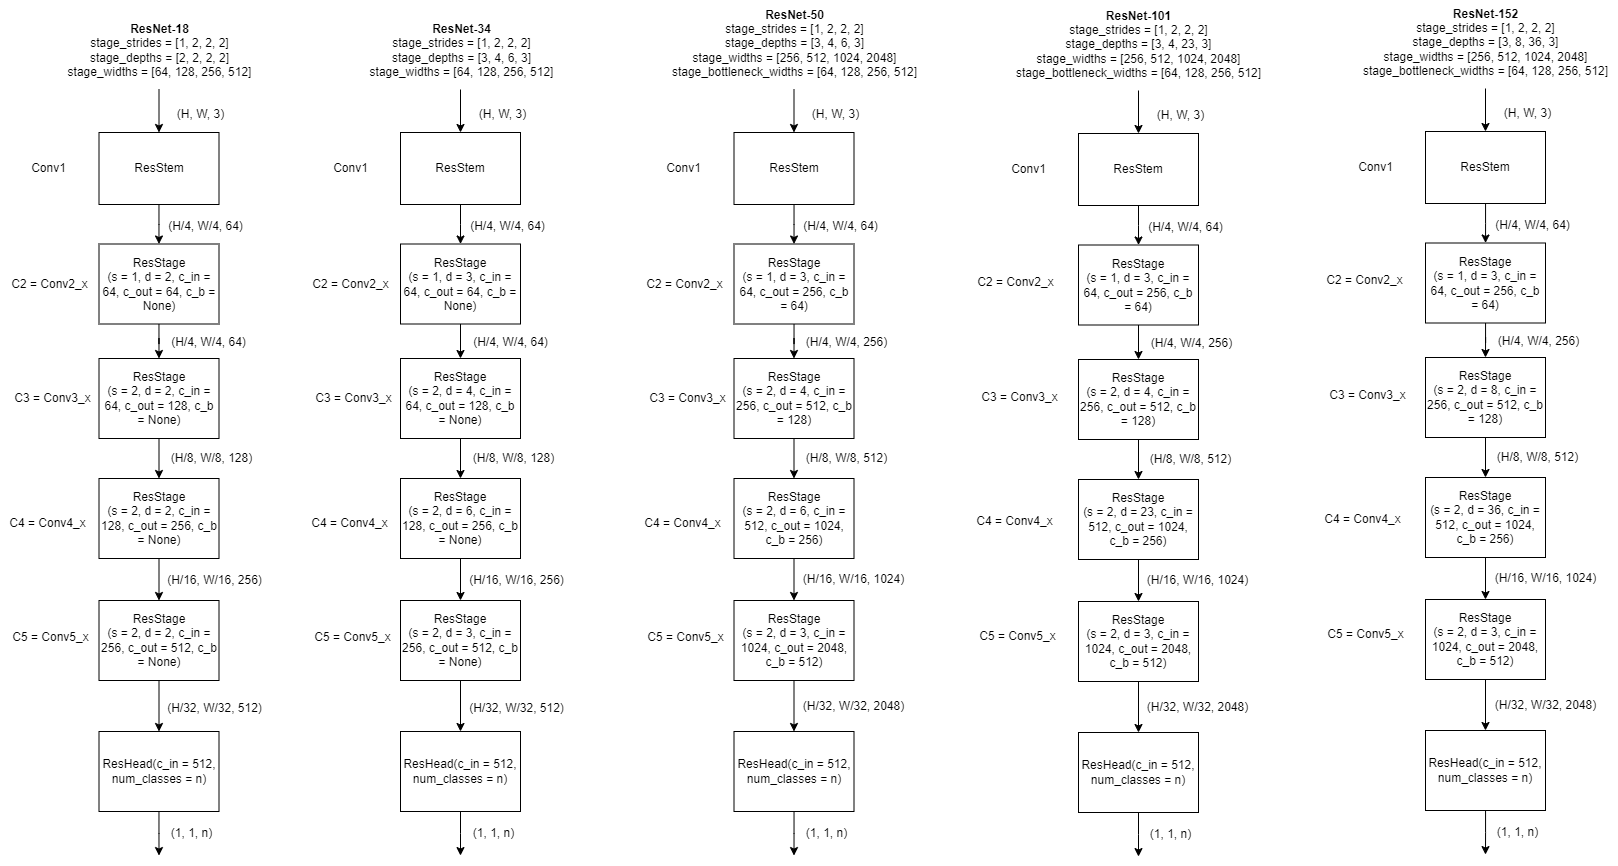 ResNet-18
stage_strides = [1, 2, 2, 2]
stage_depths = [2, 2, 2, 2]
stage_widths = [64, 128, 256, 512]
(H, W, 3)
Conv1
ResStem
(H/4, W/4, 64)
C2 = Conv2_x
ResStage
(s = 1, d = 2, c_in =
64, c_out = 64, c_b =
None)
(H/4, W/4, 64)
C3 = Conv3_x
ResStage
(s = 2, d = 2, c_in =
64, c_out = 128, c_b
= None)
(H/8, W/8, 128)
C4 = Conv4_x
ResStage
(s = 2, d = 2, c_in =
128, c_out = 256, c_b
= None)
(H/16, W/16, 256)
C5 = Conv5_x
ResStage
(s = 2, d = 2, c_in =
256, c_out = 512, c_b
= None)
(H/32, W/32, 512)
ResHead(c_in = 512,
num_classes = n)
(1, 1, n)
ResNet-34
stage_strides = [1, 2, 2, 2]
stage_depths = [3, 4, 6, 3]
stage_widths = [64, 128, 256, 512]
(H, W, 3)
Conv1
ResStem
(H/4, W/4, 64)
C2 = Conv2_x
ResStage
(s = 1, d = 3, c_in =
64, c_out = 64, c_b =
None)
(H/4, W/4, 64)
C3 = Conv3_x
ResStage
(s = 2, d = 4, c_in =
64, c_out = 128, c_b
= None)
(H/8, W/8, 128)
C4 = Conv4_x
ResStage
(s = 2, d = 6, c_in =
128, c_out = 256, c_b
= None)
(H/16, W/16, 256)
C5 = Conv5_x
ResStage
(s = 2, d = 3, c_in =
256, c_out = 512, c_b
= None)
(H/32, W/32, 512)
ResHead(c_in = 512,
num_classes = n)
(1, 1, n)
ResNet-50
stage_strides = [1, 2, 2, 2]
stage_depths = [3, 4, 6, 3]
stage_widths = [256, 512, 1024, 2048]
stage_bottleneck_widths = [64, 128, 256, 512]
(H, W, 3)
Conv1
ResStem
(H/4, W/4, 64)
C2 = Conv2_x
ResStage
(s = 1, d = 3, c_in =
64, c_out = 256, c_b
= 64)
(H/4, W/4, 256)
C3 = Conv3_x
ResStage
(s = 2, d = 4, c_in =
256, c_out = 512, c_b
= 128)
(H/8, W/8, 512)
C4 = Conv4_x
ResStage
(s = 2, d = 6, c_in =
512, c_out = 1024,
c_b = 256)
(H/16, W/16, 1024)
C5 = Conv5_x
ResStage
(s = 2, d = 3, c_in =
1024, c_out = 2048,
c_b = 512)
(H/32, W/32, 2048)
ResHead(c_in = 512,
num_classes = n)
(1, 1, n)
ResNet-101
stage_strides = [1, 2, 2, 2]
stage_depths = [3, 4, 23, 3]
stage_widths = [256, 512, 1024, 2048]
stage_bottleneck_widths = [64, 128, 256, 512]
(H, W, 3)
Conv1
ResStem
(H/4, W/4, 64)
C2 = Conv2_x
ResStage
(s = 1, d = 3, c_in =
64, c_out = 256, c_b
= 64)
(H/4, W/4, 256)
C3 = Conv3_x
ResStage
(s = 2, d = 4, c_in =
256, c_out = 512, c_b
= 128)
(H/8, W/8, 512)
C4 = Conv4_x
ResStage
(s = 2, d = 23, c_in =
512, c_out = 1024,
c_b = 256)
(H/16, W/16, 1024)
C5 = Conv5_x
ResStage
(s = 2, d = 3, c_in =
1024, c_out = 2048,
c_b = 512)
(H/32, W/32, 2048)
ResHead(c_in = 512,
num_classes = n)
(1, 1, n)
ResNet-152
stage_strides = [1, 2, 2, 2]
stage_depths = [3, 8, 36, 3]
stage_widths = [256, 512, 1024, 2048]
stage_bottleneck_widths = [64, 128, 256, 512]
(H, W, 3)
Conv1
ResStem
(H/4, W/4, 64)
C2 = Conv2_x
ResStage
(s = 1, d = 3, c_in =
64, c_out = 256, c_b
= 64)
(H/4, W/4, 256)
C3 = Conv3_x
ResStage
(s = 2, d = 8, c_in =
256, c_out = 512, c_b
= 128)
(H/8, W/8, 512)
C4 = Conv4_x
ResStage
(s = 2, d = 36, c_in =
512, c_out = 1024,
c_b = 256)
(H/16, W/16, 1024)
C5 = Conv5_x
ResStage
(s = 2, d = 3, c_in =
1024, c_out = 2048,
c_b = 512)
(H/32, W/32, 2048)
ResHead(c_in = 512,
num_classes = n)
(1, 1, n)